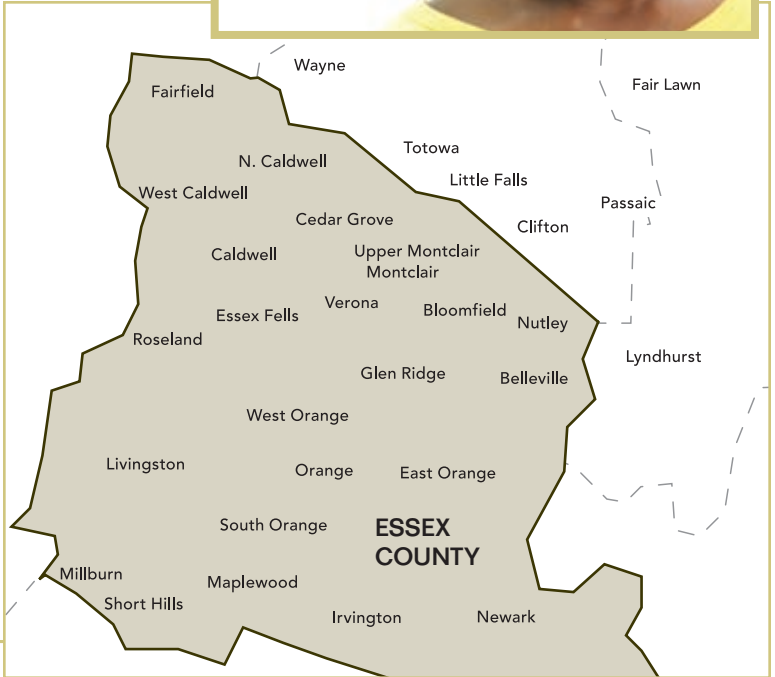 Wayne
Fair Lawn
Fairfield
Totowa
N. Caldwell
Little Falls
West Caldwell
Passaic
Cedar Grove
Clifton
Caldwell
Upper Montclair
Montclair
Verona
Bloomfield
Essex Fells
Nutley
Roseland
Lyndhurst
Glen Ridge
Belleville
West Orange
Livingston
Orange
East Orange
South Orange
ESSEX
COUNTY
Millburn
Maplewood
Short Hills
Irvington
Newark